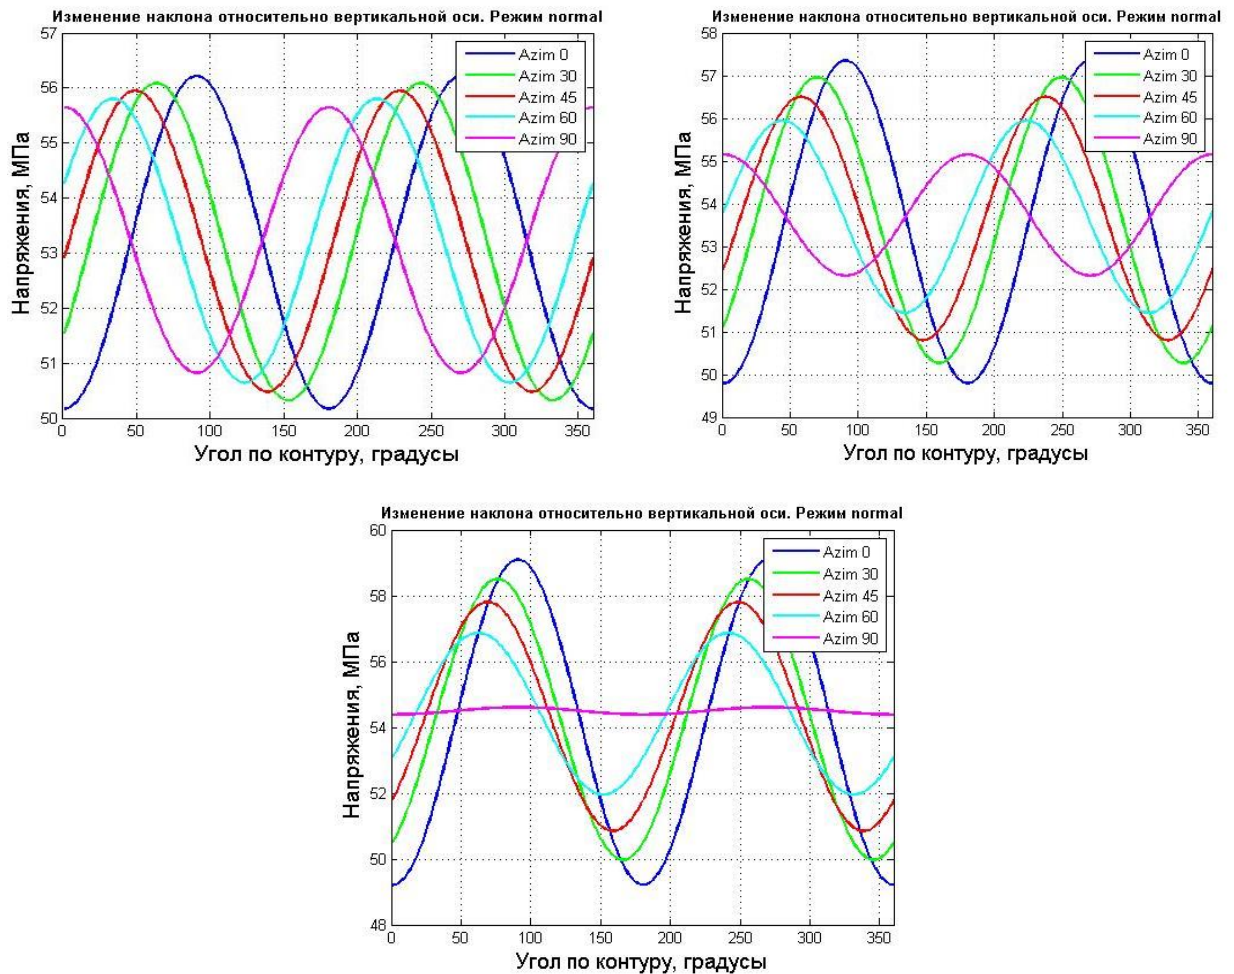 Изменение наклона относительно вертикальной оси. Режим normal
57
56
55
54
53
52
51
50
0 50 100 150 200 250 300 350
Напряжения, МПа
Угол по контуру, градусы
Azim 0
Azim 30
Azim 45
Azim 60
Azim 90
Изменение наклона относительно вертикальной оси. Режим normal
58
57
56
55
54
53
52
51
50
49
0 50 100 150 200 250 300 350
Напряжения, МПа
Угол по контуру, градусы
Azim 0
Azim 30
Azim 45
Azim 60
Azim 90
Изменение наклона относительно вертикальной оси. Режим normal
60
58
56
54
52
50
48
0 50 100 150 200 250 300 350
Напряжения, МПа
Угол по контуру, градусы
Azim 0
Azim 30
Azim 45
Azim 60
Azim 90